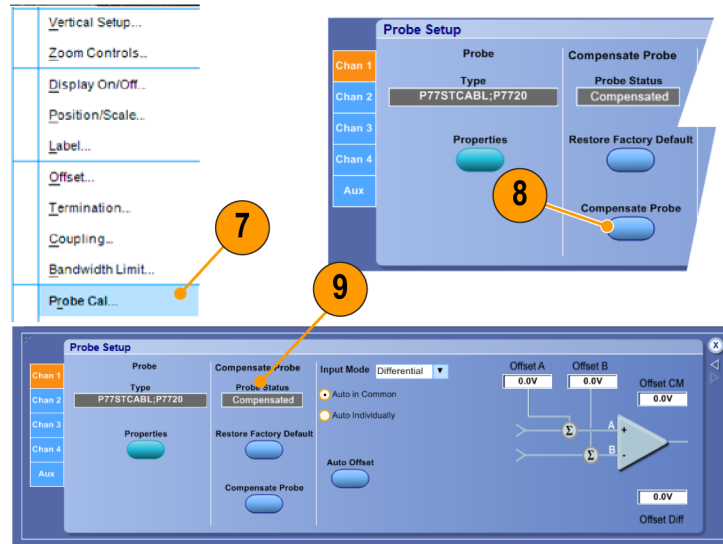 Vertical Setup...
Zoom Controls...
Display On/Off...
Position/Scale...
Label...
Offset...
Termination...
Coupling...
Bandwidth Limit...
Probe Cal...
7
Probe Setup
Chan 1
Chan 2
Chan 3
Chan 4
Aux
Probe
Type
P77STCABL;P7720
Properties
Compensate Probe
Probe Status
Compensated
Restore Factory Default
Compensate Probe
8
9
Probe Setup
x
Chan 1
Chan 2
Chan 3
Chan 4
Aux
Probe
Type
P77STCABL;P7720
Properties
Compensate Probe
Probe Status
Compensated
Restore Factory Default
Compensate Probe
Input Mode Differential
Auto in Common
Auto Individually
Auto Offset
Offset A Offset B
0.0V 0.0V
Offset CM
0.0V
Σ A +
Σ B -
0.0V
Offset Diff